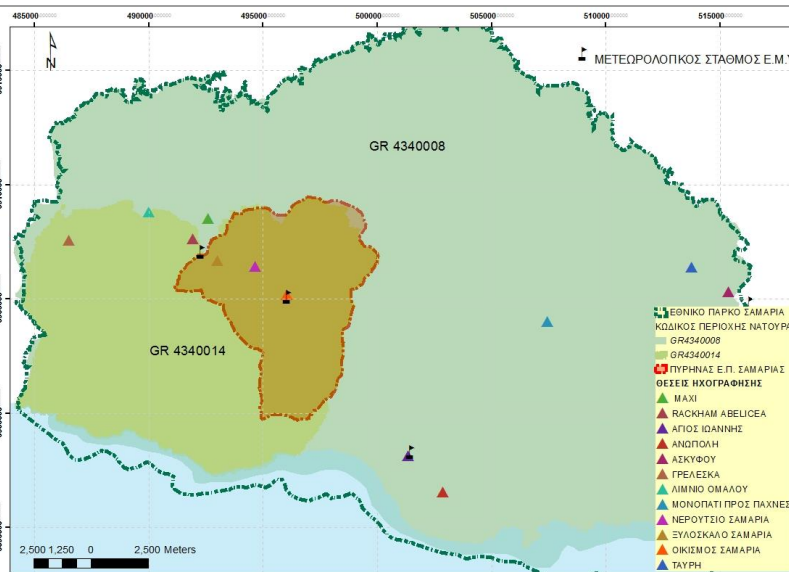 485000 490000 495000 500000 505000 510000 515000
N
ΜΕΤΕΩΡΟΛΟΓΙΚΟΣ ΣΤΑΘΜΟΣ Ε.Μ.Υ
GR 4340008
GR 4340014
ΕΘΝΙΚΟ ΠΑΡΚΟ ΣΑΜΑΡΙΑ
ΚΩΔΙΚΟΣ ΠΕΡΙΟΧΗΣ ΝΑΤΟΥΡΑ
GR4340008
GR4340014
ΠΥΡΗΝΑΣ Ε.Π. ΣΑΜΑΡΙΑΣ
ΘΕΣΕΙΣ ΗΧΟΓΡΑΦΗΣΗΣ
MAXI
RACKHAM ABELICEA
ΑΓΙΟΣ ΙΩΑΝΝΗΣ
ΑΝΩΠΟΛΗ
ΑΣΚΥΦΟΥ
ΓΡΕΛΕΣΚΑ
ΛΙΜΝΙΟ ΟΜΑΛΟΥ
ΜΟΝΟΠΑΤΙ ΠΡΟΣ ΠΑΧΝΕΣ
ΝΕΡΟΥΤΣΙΟ ΣΑΜΑΡΙΑ
ΞΥΛΟΣΚΑΛΟ ΣΑΜΑΡΙΑ
ΟΙΚΙΣΜΟΣ ΣΑΜΑΡΙΑ
ΤΑΥΡΗ
2,500 1,250 0 2,500 Meters